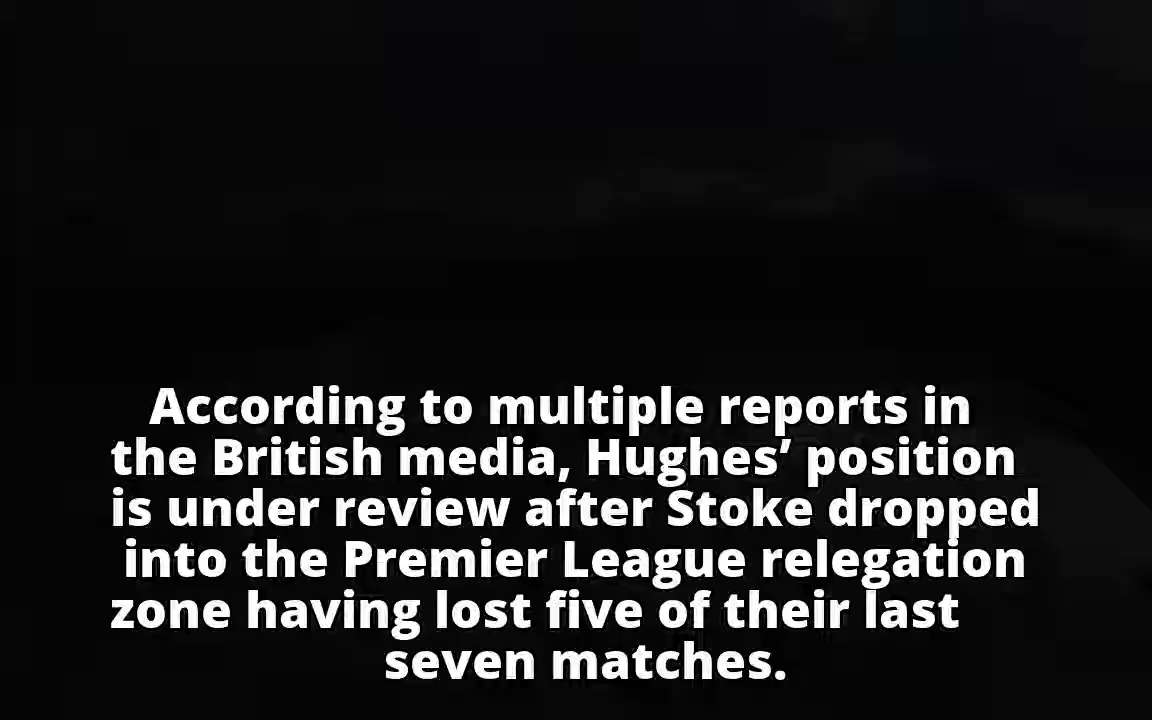 According to multiple reports in
the British media, Hughes’ position
is under review after Stoke dropped
into the Premier League relegation
zone having lost five of their last
seven matches.